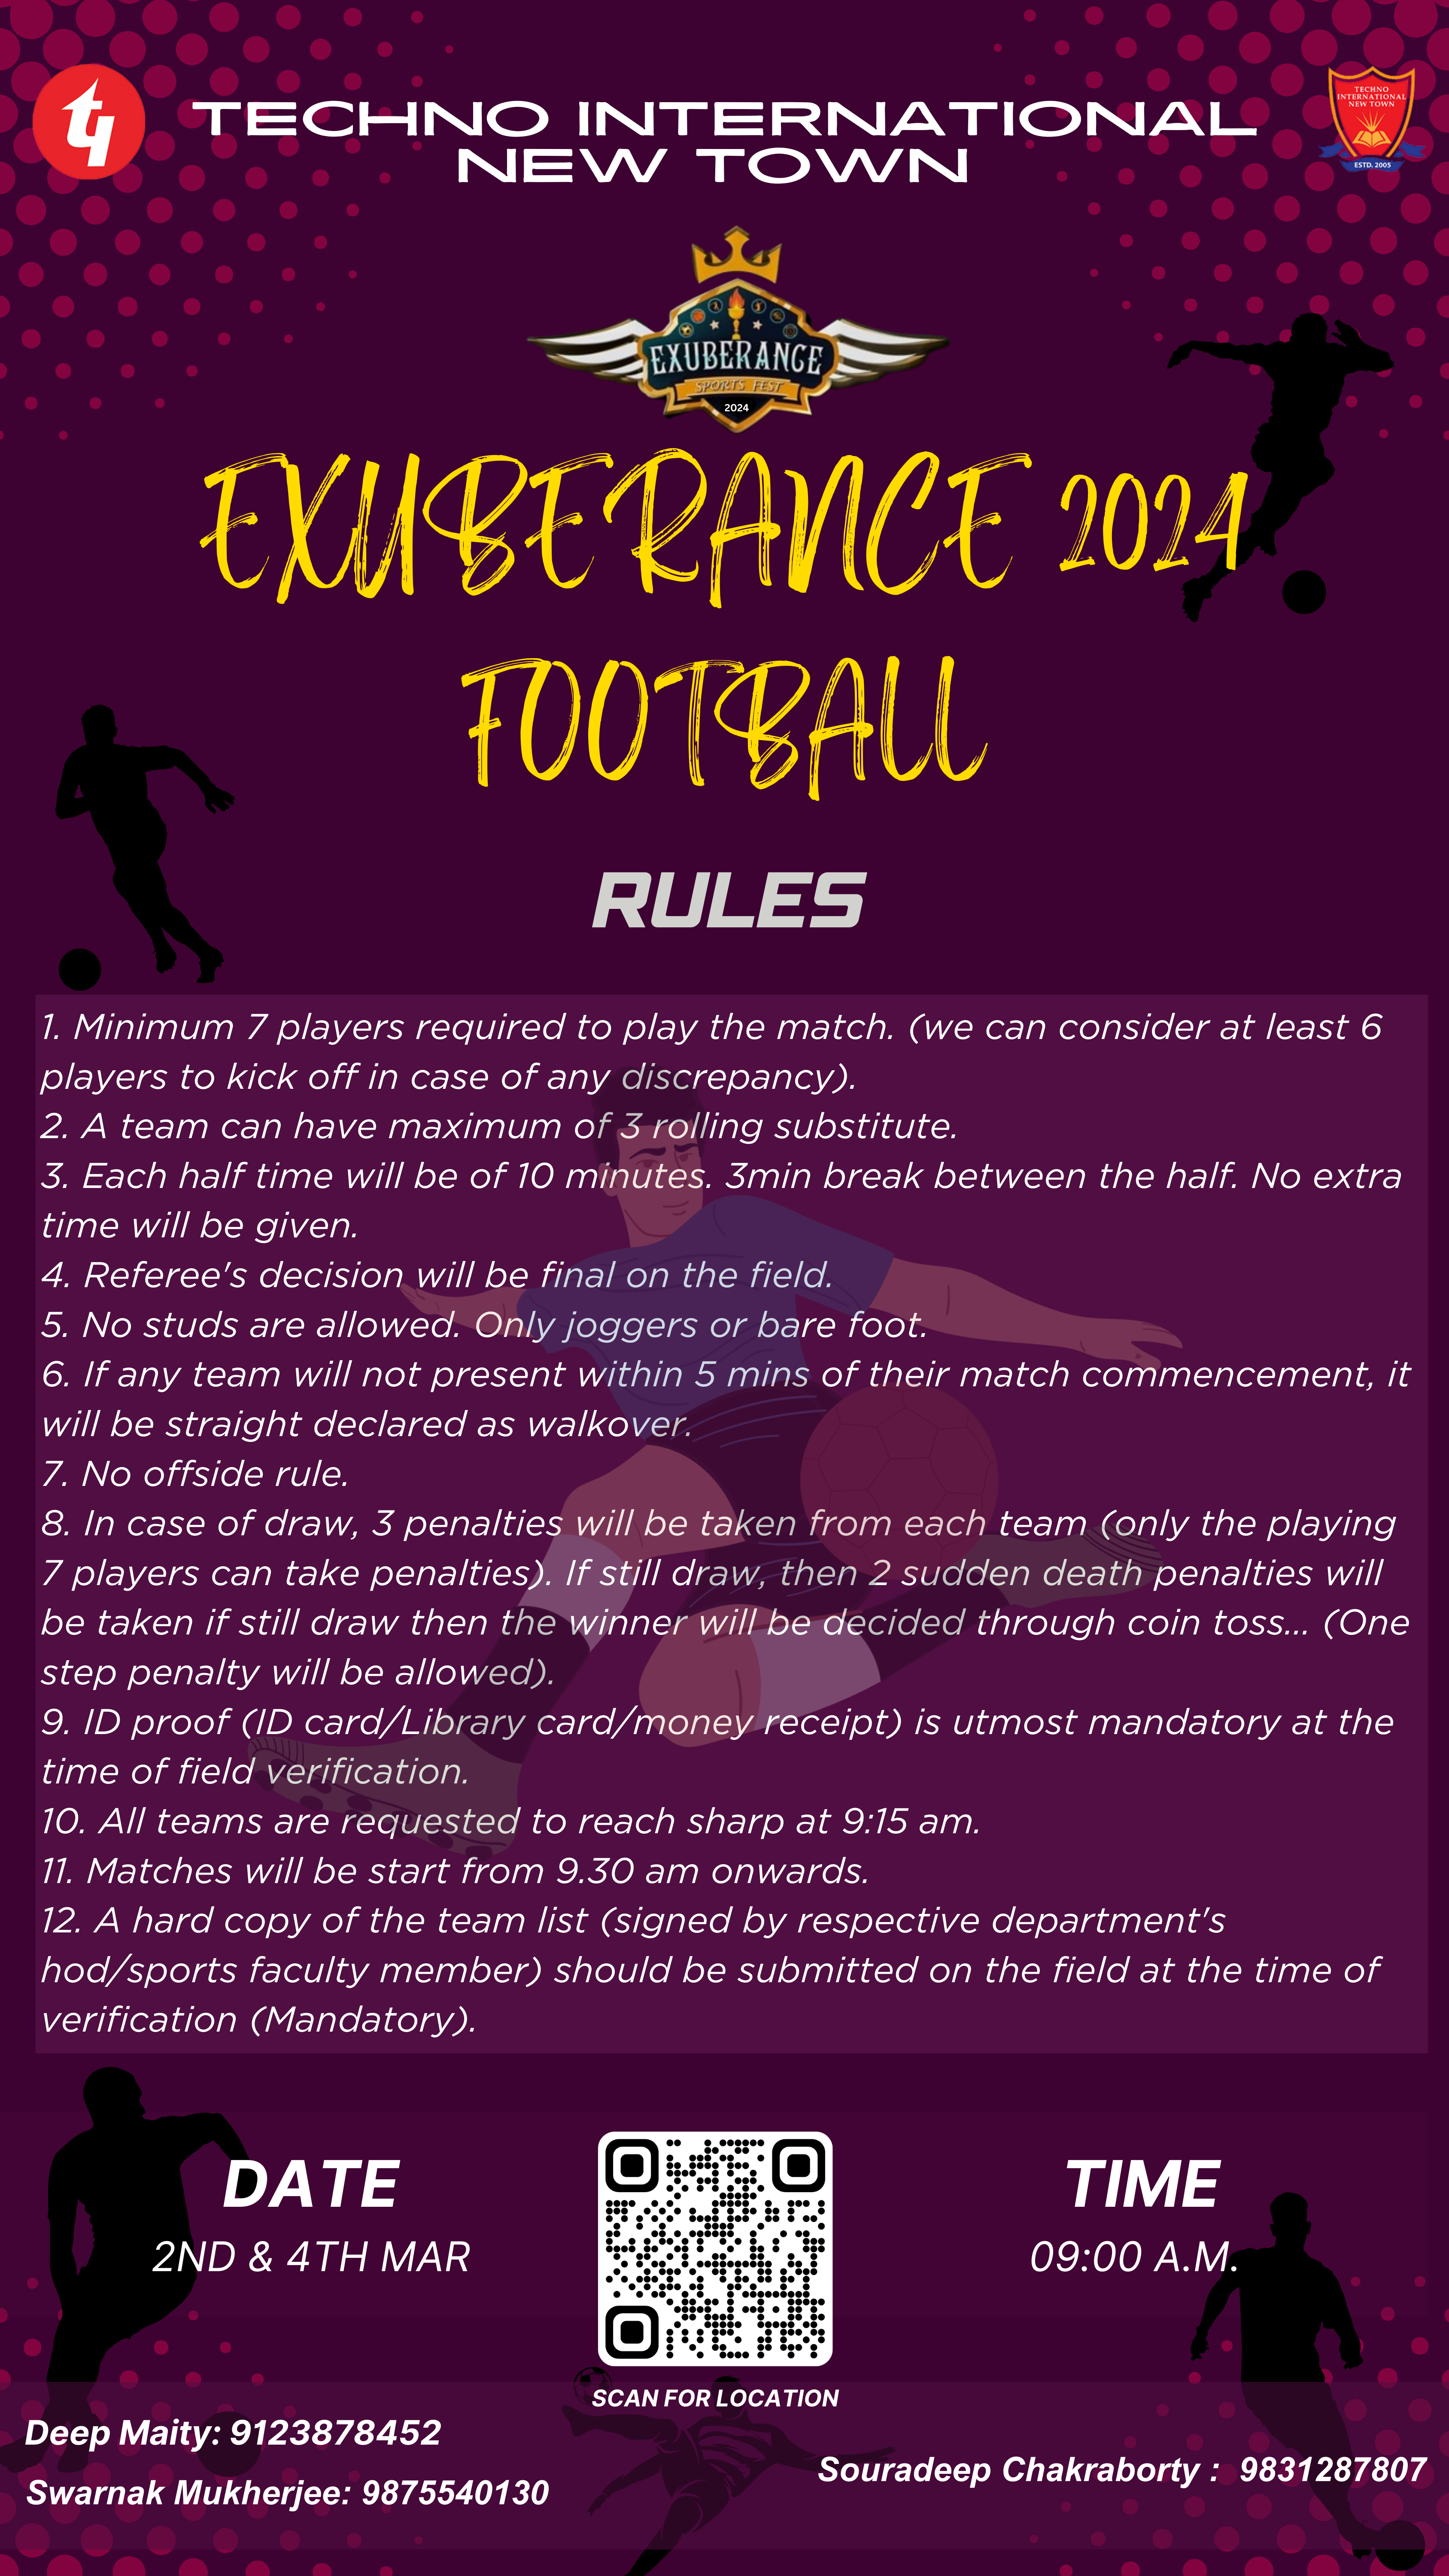 TECHNO INTERNATIONAL
NEW TOWN
TECHNO
INTERNATIONAL
NEW TOWN
ESTD. 2005
EXUBERANCE
SPORTS FEST
2024
EXUBERANCE 2024
FOOTBALL
RULES
1. Minimum 7 players required to play the match. (we can consider at least 6
players to kick off in case of any discrepancy).
2. A team can have maximum of 3 rolling substitute.
3. Each half time will be of 10 minutes. 3min break between the half. No extra
time will be given.
4. Referee's decision will be final on the field.
5. No studs are allowed. Only joggers or bare foot.
6. If any team will not present within 5 mins of their match commencement, it
will be straight declared as walkover.
7. No offside rule.
8. In case of draw, 3 penalties will be taken from each team (only the playing
7 players can take penalties). If still draw, then 2 sudden death penalties will
be taken if still draw then the winner will be decided through coin toss... (One
step penalty will be allowed).
9. ID proof (ID card/Library card/money receipt) is utmost mandatory at the
time of field verification.
10. All teams are requested to reach sharp at 9:15 am.
11. Matches will be start from 9.30 am onwards.
12. A hard copy of the team list (signed by respective department's
hod/sports faculty member) should be submitted on the field at the time of
verification (Mandatory).
DATE
2ND & 4TH MAR
TIME
09:00 A.M.
SCAN FOR LOCATION
Deep Maity: 9123878452
Swarnak Mukherjee: 9875540130
Souradeep Chakraborty : 9831287807